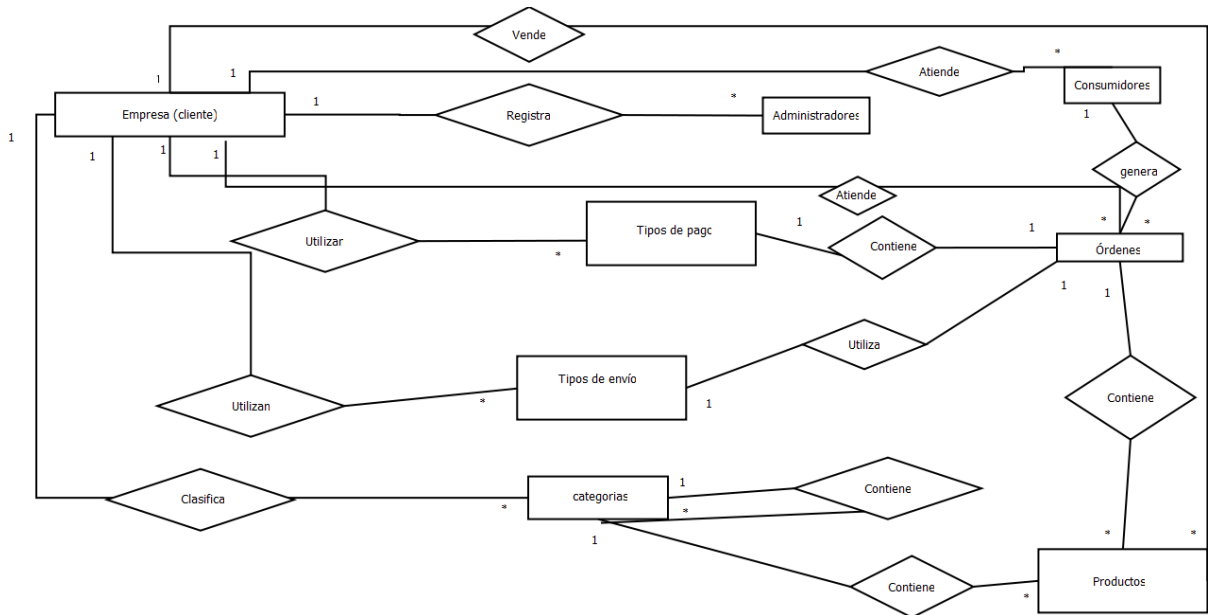 Vende
1
1
Atiende
*
Consumidores
Empresa (cliente)
1
Registra
*
Administradores
1
1
1
1
1
genera
Atiende
*
*
Utilizar
*
Tipos de pago
1
Contiene
1
Órdenes
1
1
Utiliza
Tipos de envío
1
Utilizan
*
Contiene
Clasifica
*
categorias
1
*
Contiene
1
*
*
Contiene
*
Productos